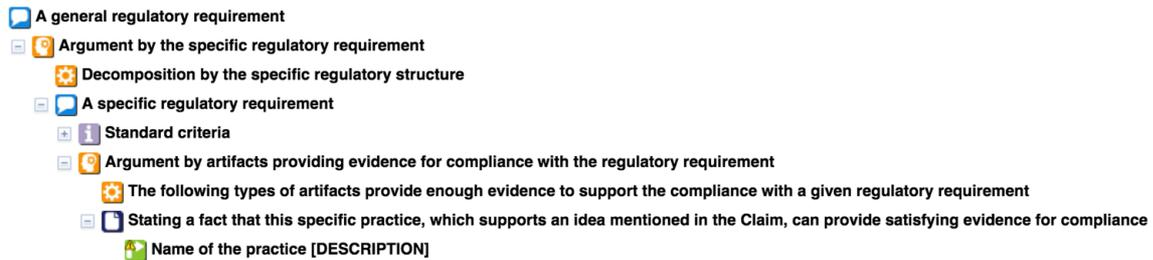 A general regulatory requirement
Argument by the specific regulatory requirement
Decomposition by the specific regulatory structure
A specific regulatory requirement
Standard criteria
Argument by artifacts providing evidence for compliance with the regulatory requirement
The following types of artifacts provide enough evidence to support the compliance with a given regulatory requirement
Stating a fact that this specific practice, which supports an idea mentioned in the Claim, can provide satisfying evidence for compliance
Name of the practice [DESCRIPTION]